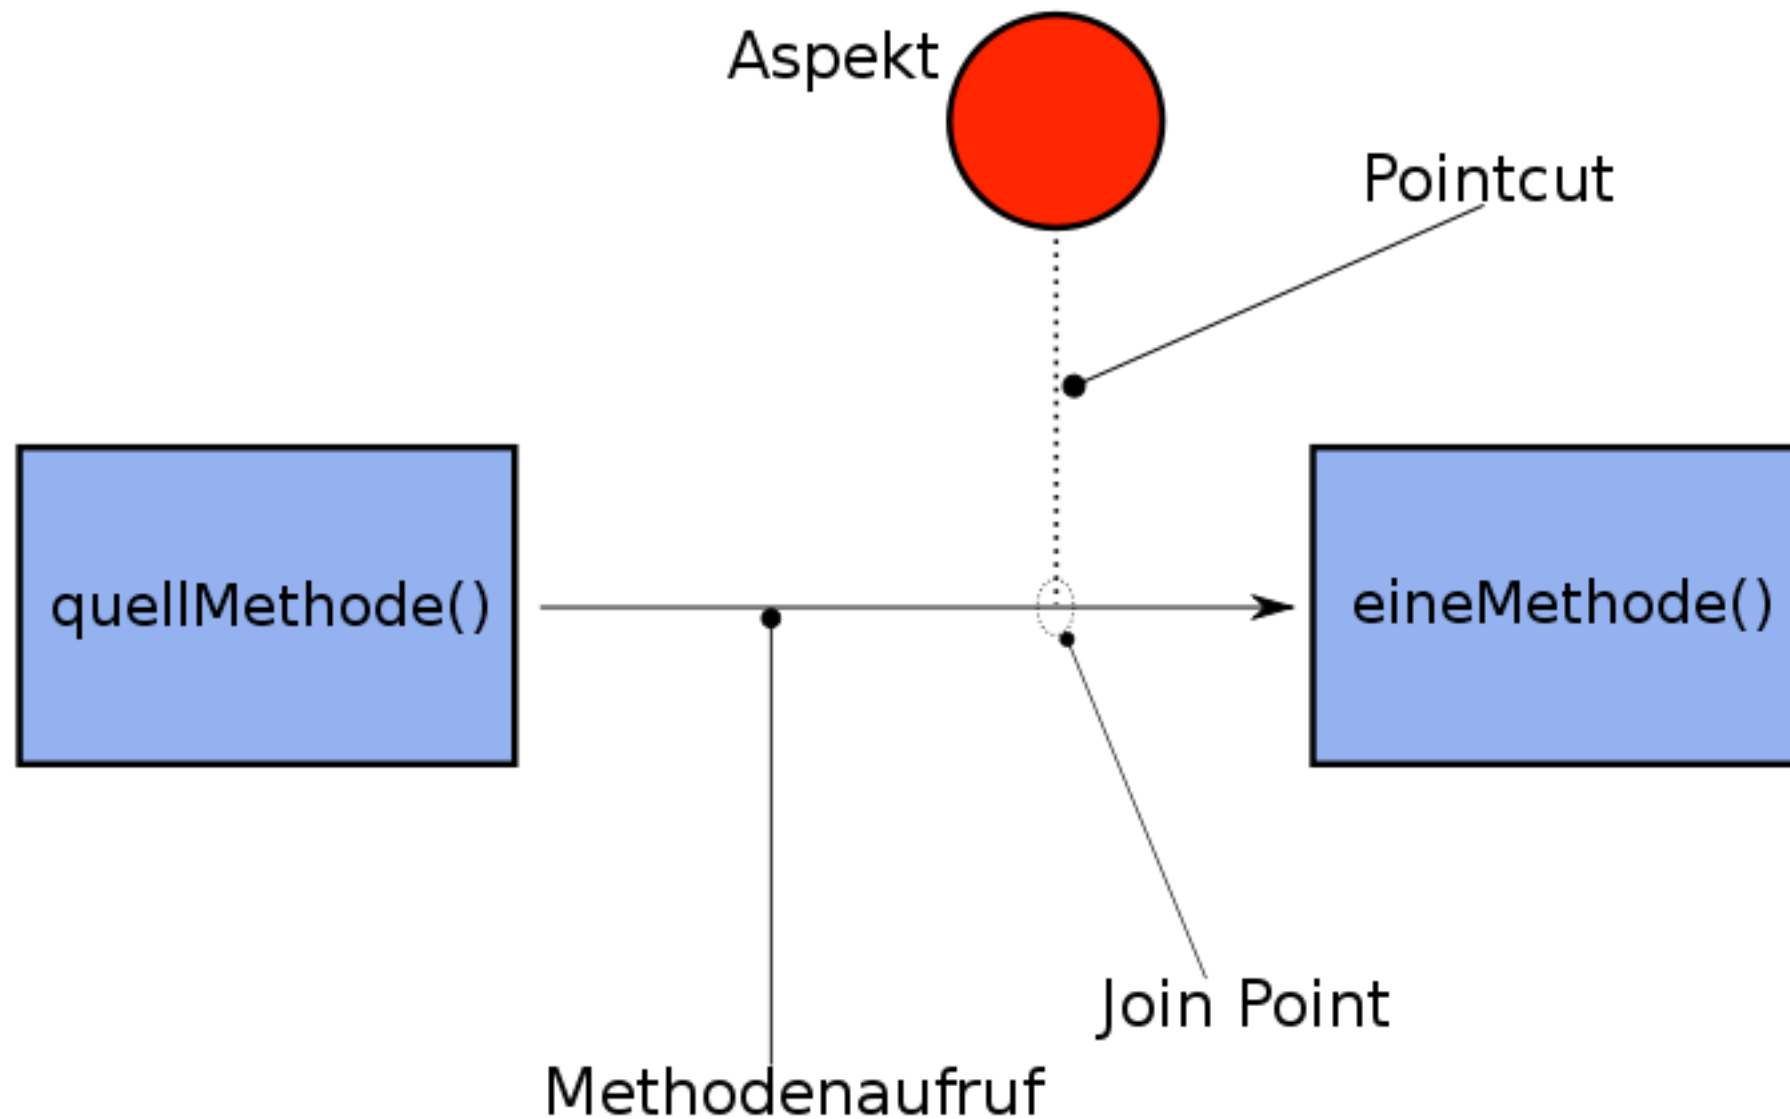 Aspekt
Pointcut
quellMethode()
eineMethode()
Join Point
Methodenaufruf